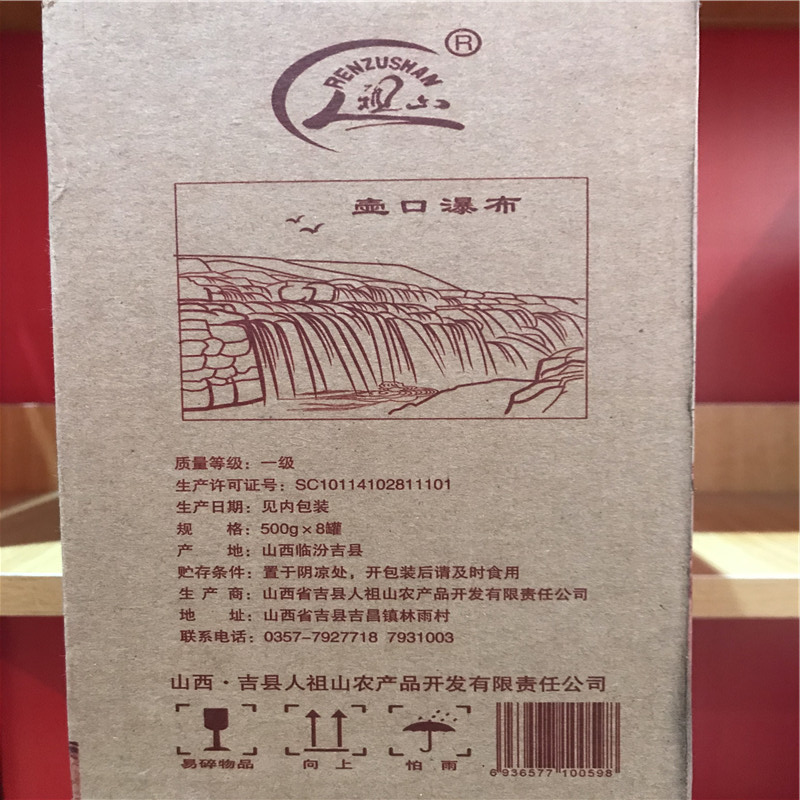 ®
RENZUSHAN
人祖山
壶口瀑布
质量等级：一级
生产许可证号：SC10114102811101
生产日期：见内包装
规 格：500g×8罐
产 地：山西临汾吉县
贮存条件：置于阴凉处，开包装后请及时食用
生 产 商：山西省吉县人祖山农产品开发有限责任公司
地 址：山西省吉县吉昌镇林雨村
联系电话：0357-7927718 7931003
山西·吉县人祖山农产品开发有限责任公司
易碎物品 向 上 怕 雨
6936577100598